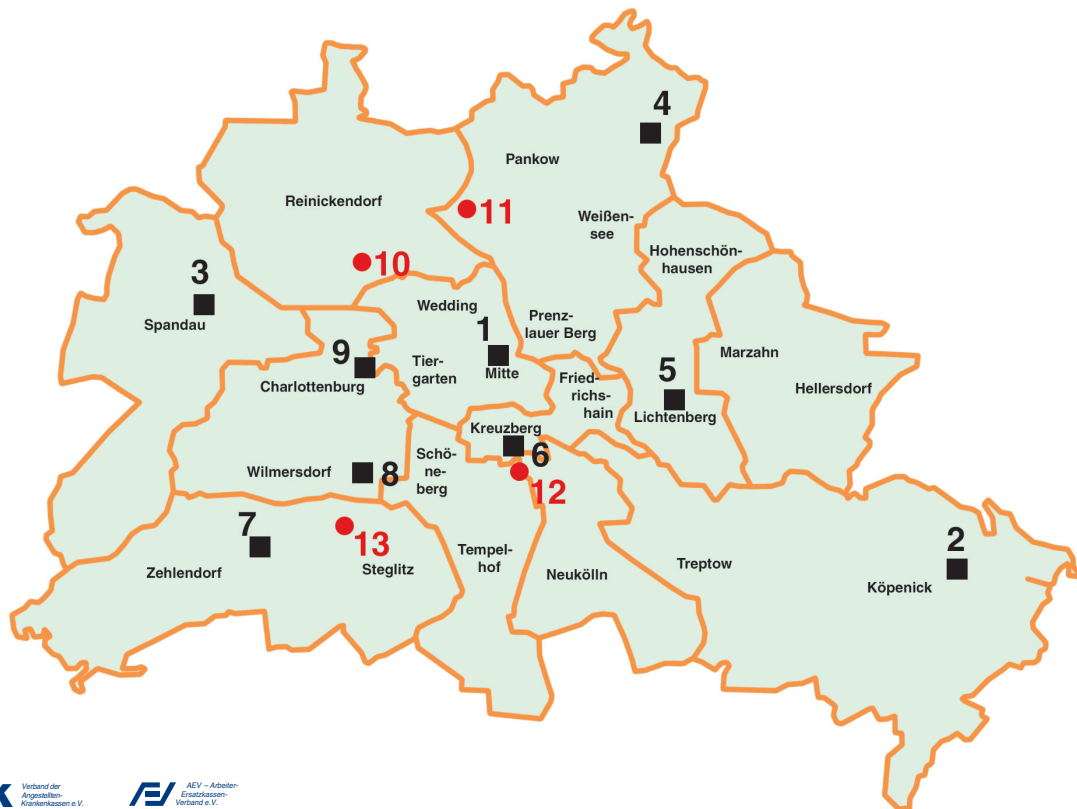 4
Pankow
Reinickendorf
11
Weißen-
see
Hohenschön-
hausen
10
3
Spandau
Wedding
Prenz-
lauer Berg
1
Mitte
9
Tier-
garten
Charlottenburg
Marzahn
Hellersdorf
Fried-
richs-
hain
5
Lichtenberg
Kreuzberg
6
Schö-
ne-
berg
Wilmersdorf
8
12
7
13
Steglitz
Zehlendorf
Tempel-
hof
Neukölln
Treptow
2
Köpenick
Verband der
Angestellten-
Krankenkassen e.V.
AEV – Arbeiter-
Ersatzkassen-
Verband e.V.